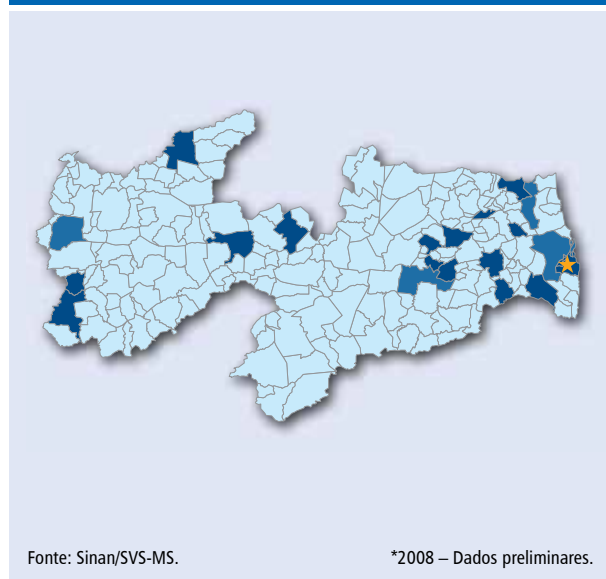 Fonte: Sinan/SVS-MS. *2008 – Dados preliminares.